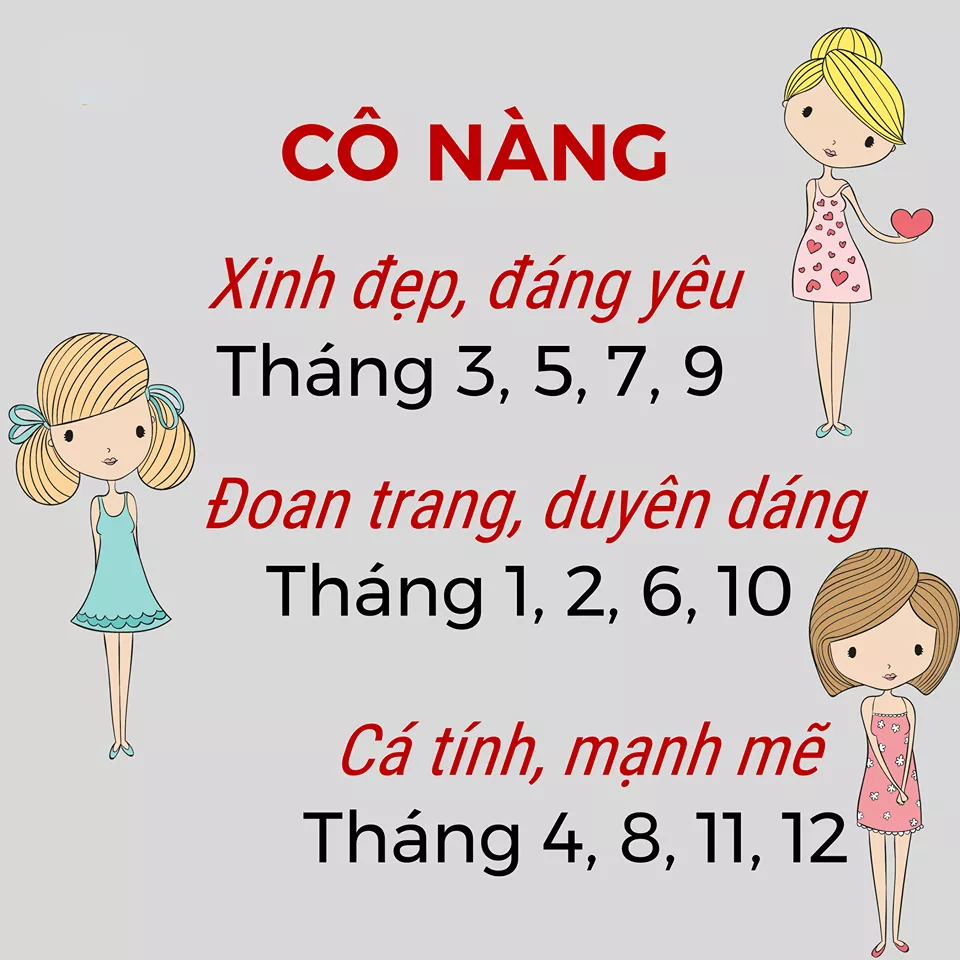 CÔ NÀNG
Xinh đẹp, đáng yêu
Tháng 3, 5, 7, 9
Đoan trang, duyên dáng
Tháng 1, 2, 6, 10
Cá tính, mạnh mẽ
Tháng 4, 8, 11, 12